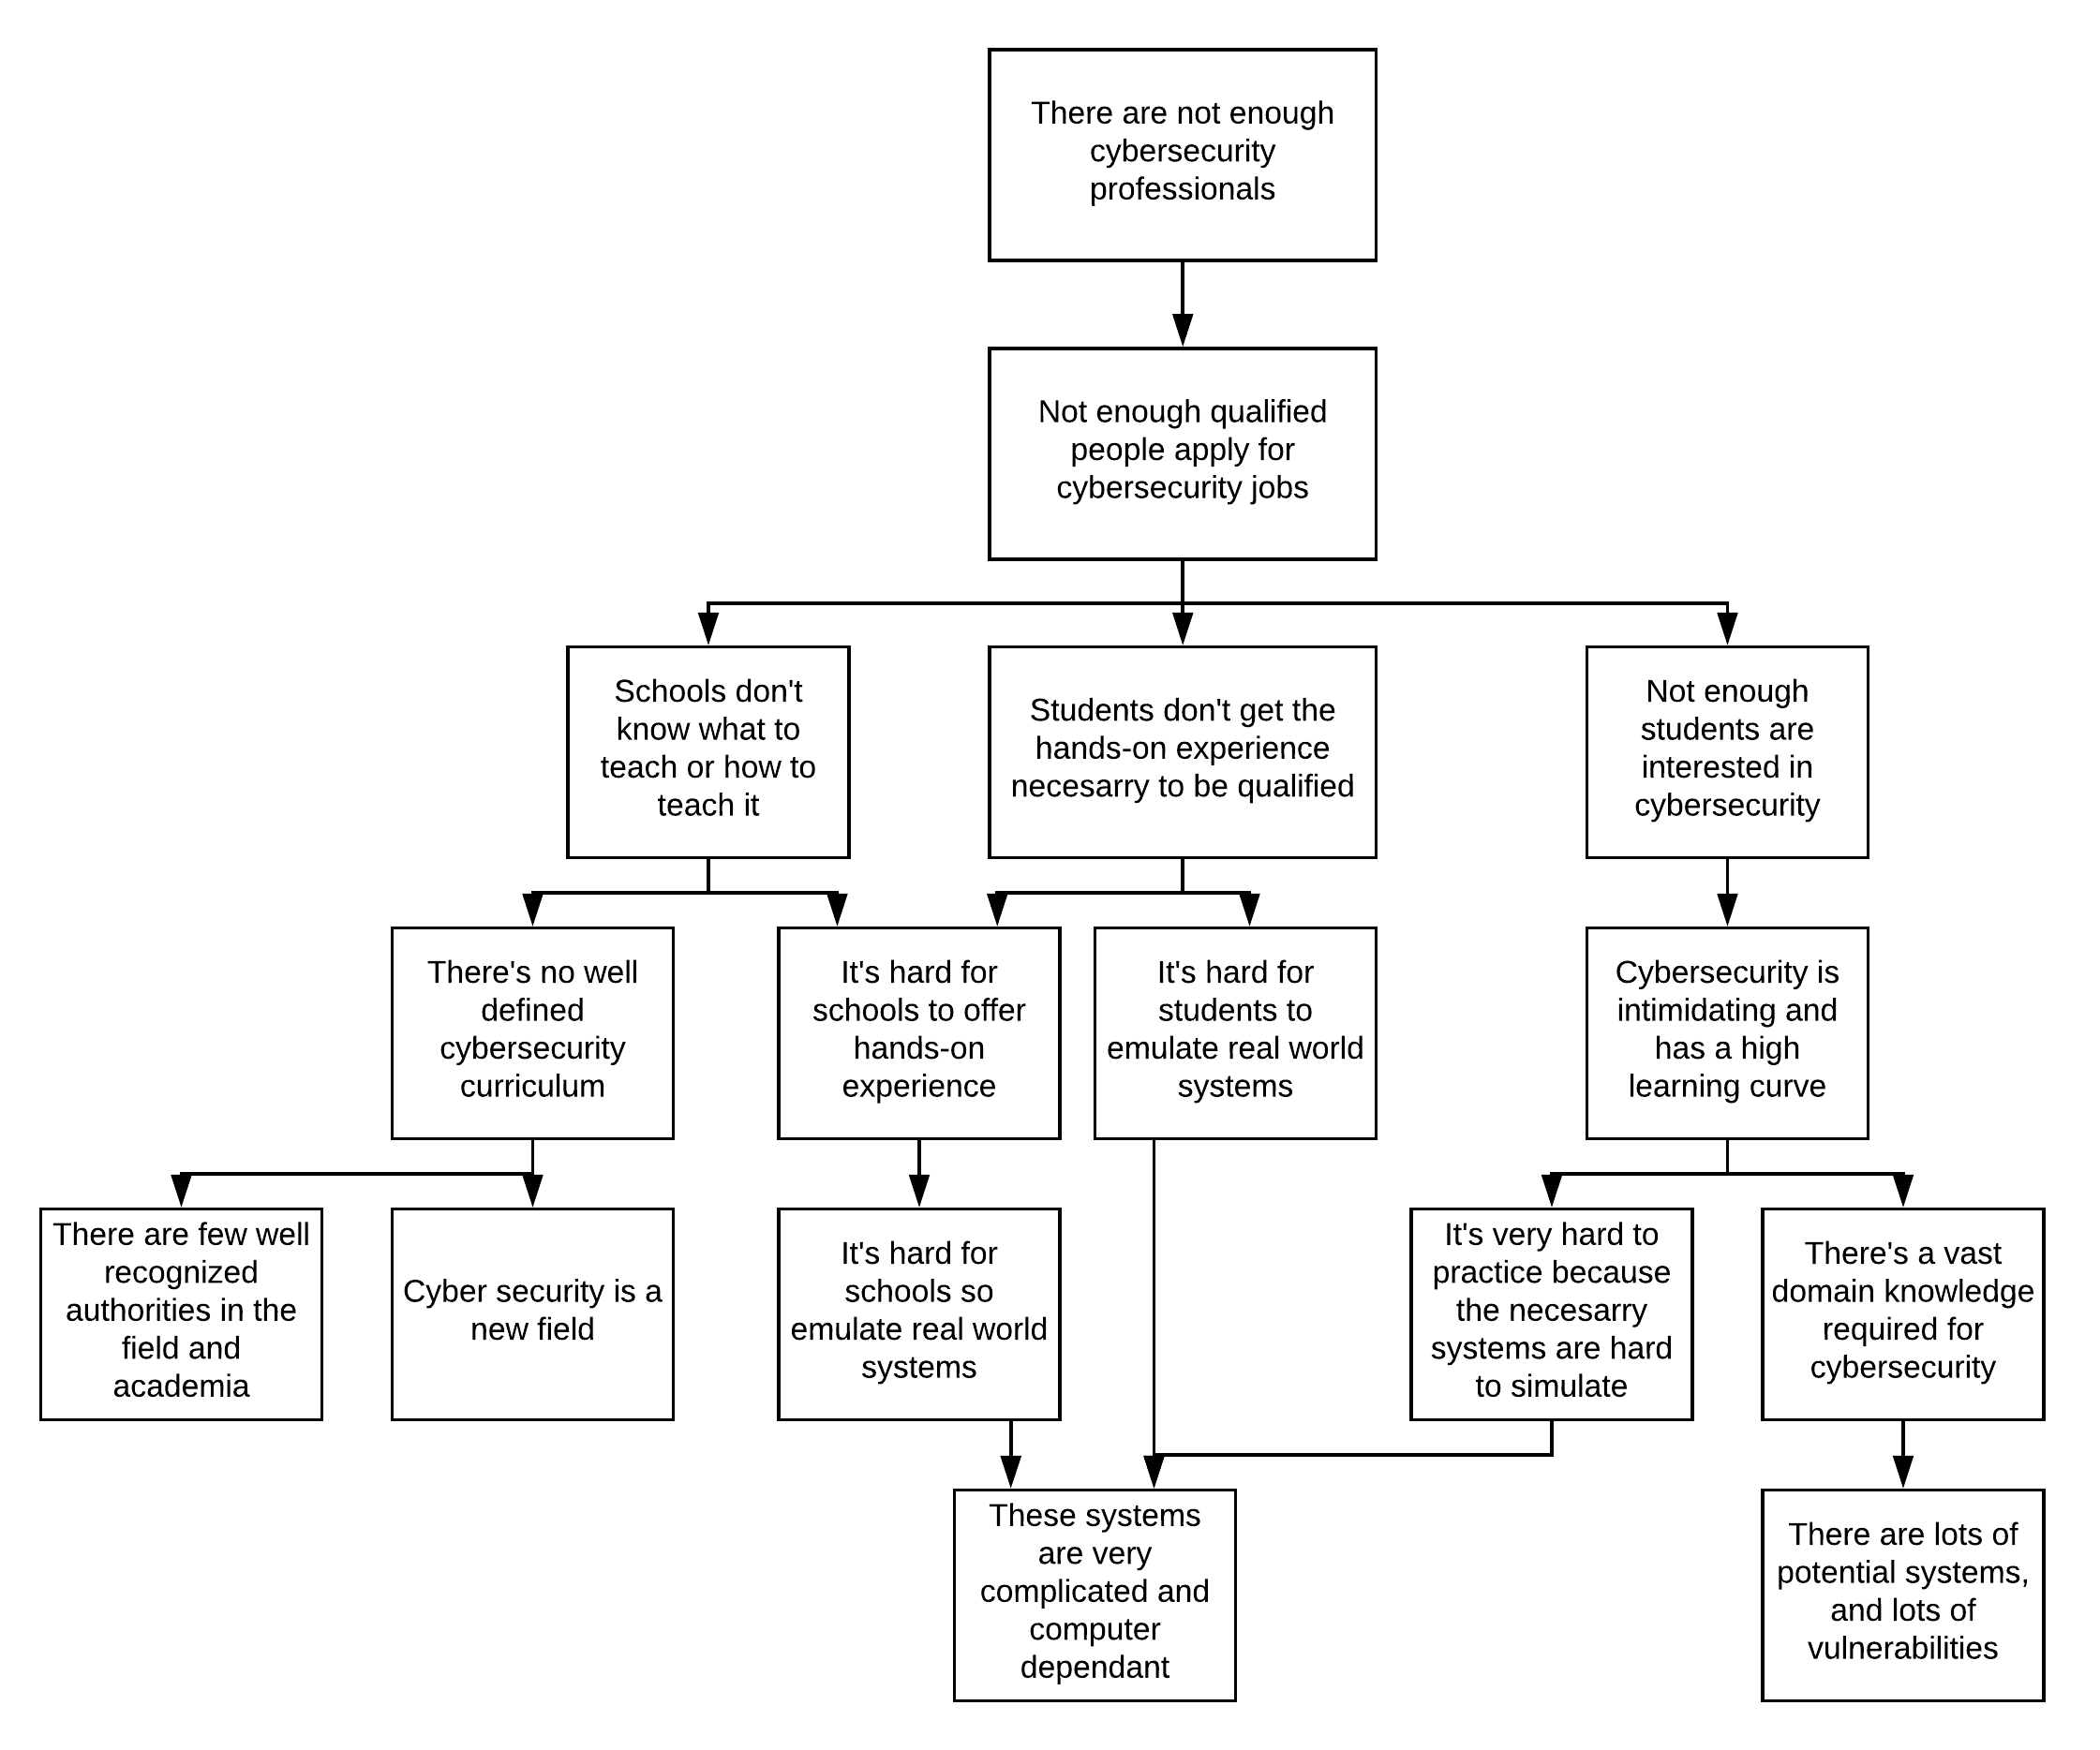 There are not enough
cybersecurity
professionals
Not enough qualified
people apply for
cybersecurity jobs
Schools don't
know what to
teach or how to
teach it
Students don't get the
hands-on experience
necesarry to be qualified
Not enough
students are
interested in
cybersecurity
There's no well
defined
cybersecurity
curriculum
It's hard for
schools to offer
hands-on
experience
It's hard for
students to
emulate real world
systems
Cybersecurity is
intimidating and
has a high
learning curve
There are few well
recognized
authorities in the
field and
academia
Cyber security is a
new field
It's hard for
schools so
emulate real world
systems
It's very hard to
practice because
the necesarry
systems are hard
to simulate
There's a vast
domain knowledge
required for
cybersecurity
These systems
are very
complicated and
computer
dependant
There are lots of
potential systems,
and lots of
vulnerabilities